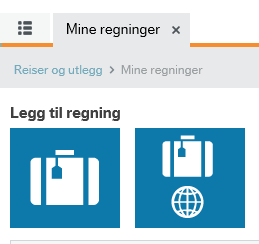 Mine regninger ×
Reiser og utlegg > Mine regninger
Legg til regning